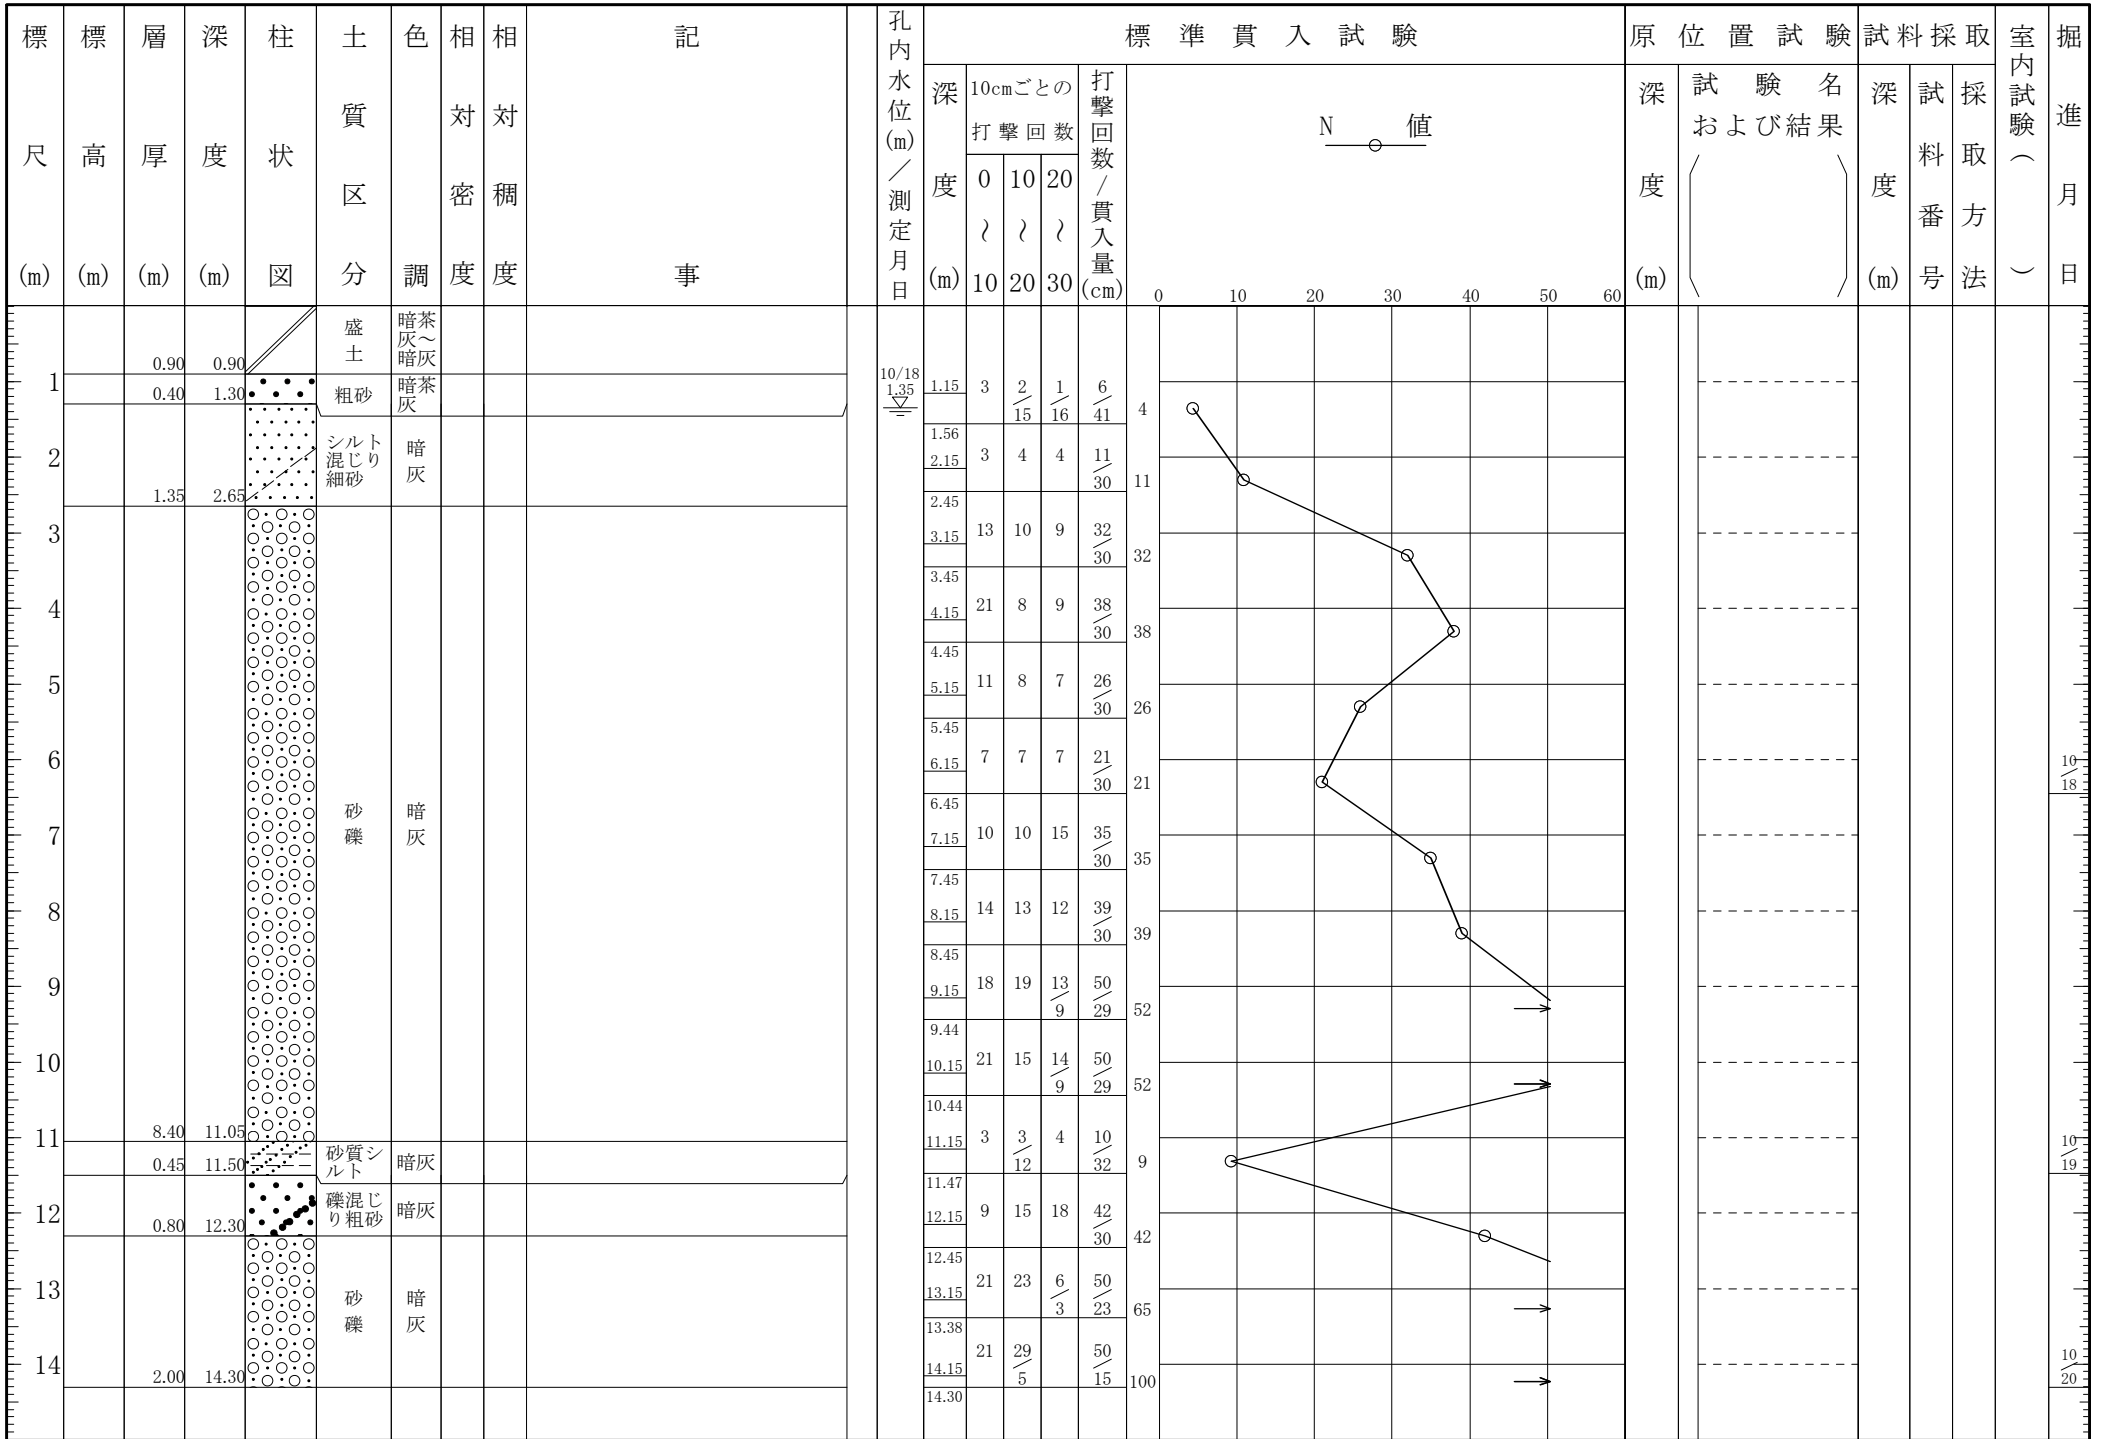 標尺(m)
標高(m)
層厚(m)
深度(m)
柱状図
土質区分
色調
相対密度
相対稠度
記事
孔内水位(m)／測定月日
標準貫入試験
深度(m)
10cmごとの
打撃回数
0〜10
10〜20
20〜30
打撃回数/貫入量(cm)
N 値
0 10 20 30 40 50 60
原位置試験
深度(m)
試験名
および結果
試料採取
深度(m)
試料番号
採取方法
室内試験（ ）
掘進月日
0.90 0.90 盛土 暗茶灰〜暗灰
0.40 1.30 粗砂 暗茶灰
1.35 2.65 シルト混じり細砂 暗灰
8.40 11.05 砂礫 暗灰
0.45 11.50 砂質シルト 暗灰
0.80 12.30 礫混じり粗砂 暗灰
2.00 14.30 砂礫 暗灰
1
2
3
4
5
6
7
8
9
10
11
12
13
14
10/18
1.35
1.15 3 2/15 1/16 6/41 4
1.56
2.15 3 4 4 11/30 11
2.45
3.15 13 10 9 32/30 32
3.45
4.15 21 8 9 38/30 38
4.45
5.15 11 8 7 26/30 26
5.45
6.15 7 7 7 21/30 21
6.45
7.15 10 10 15 35/30 35
7.45
8.15 14 13 12 39/30 39
8.45
9.15 18 19 13/9 50/29 52
9.44
10.15 21 15 14/9 50/29 52
10.44
11.15 3 3/12 4 10/32 9
11.47
12.15 9 15 18 42/30 42
12.45
13.15 21 23 6/3 50/23 65
13.38
14.15 21 29/5 50/15 100
14.30
10/18
10/19
10/20